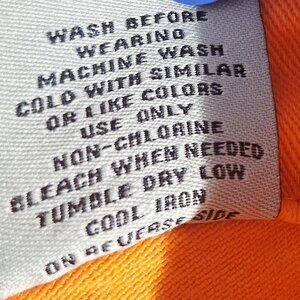 WASH BEFORE
WEARING
MACHINE WASH
COLD WITH SIMILAR
OR LIKE COLORS
USE ONLY
NON-CHLORINE
BLEACH WHEN NEEDED
TUMBLE DRY LOW
COOL IRON
ON REVERSE SIDE